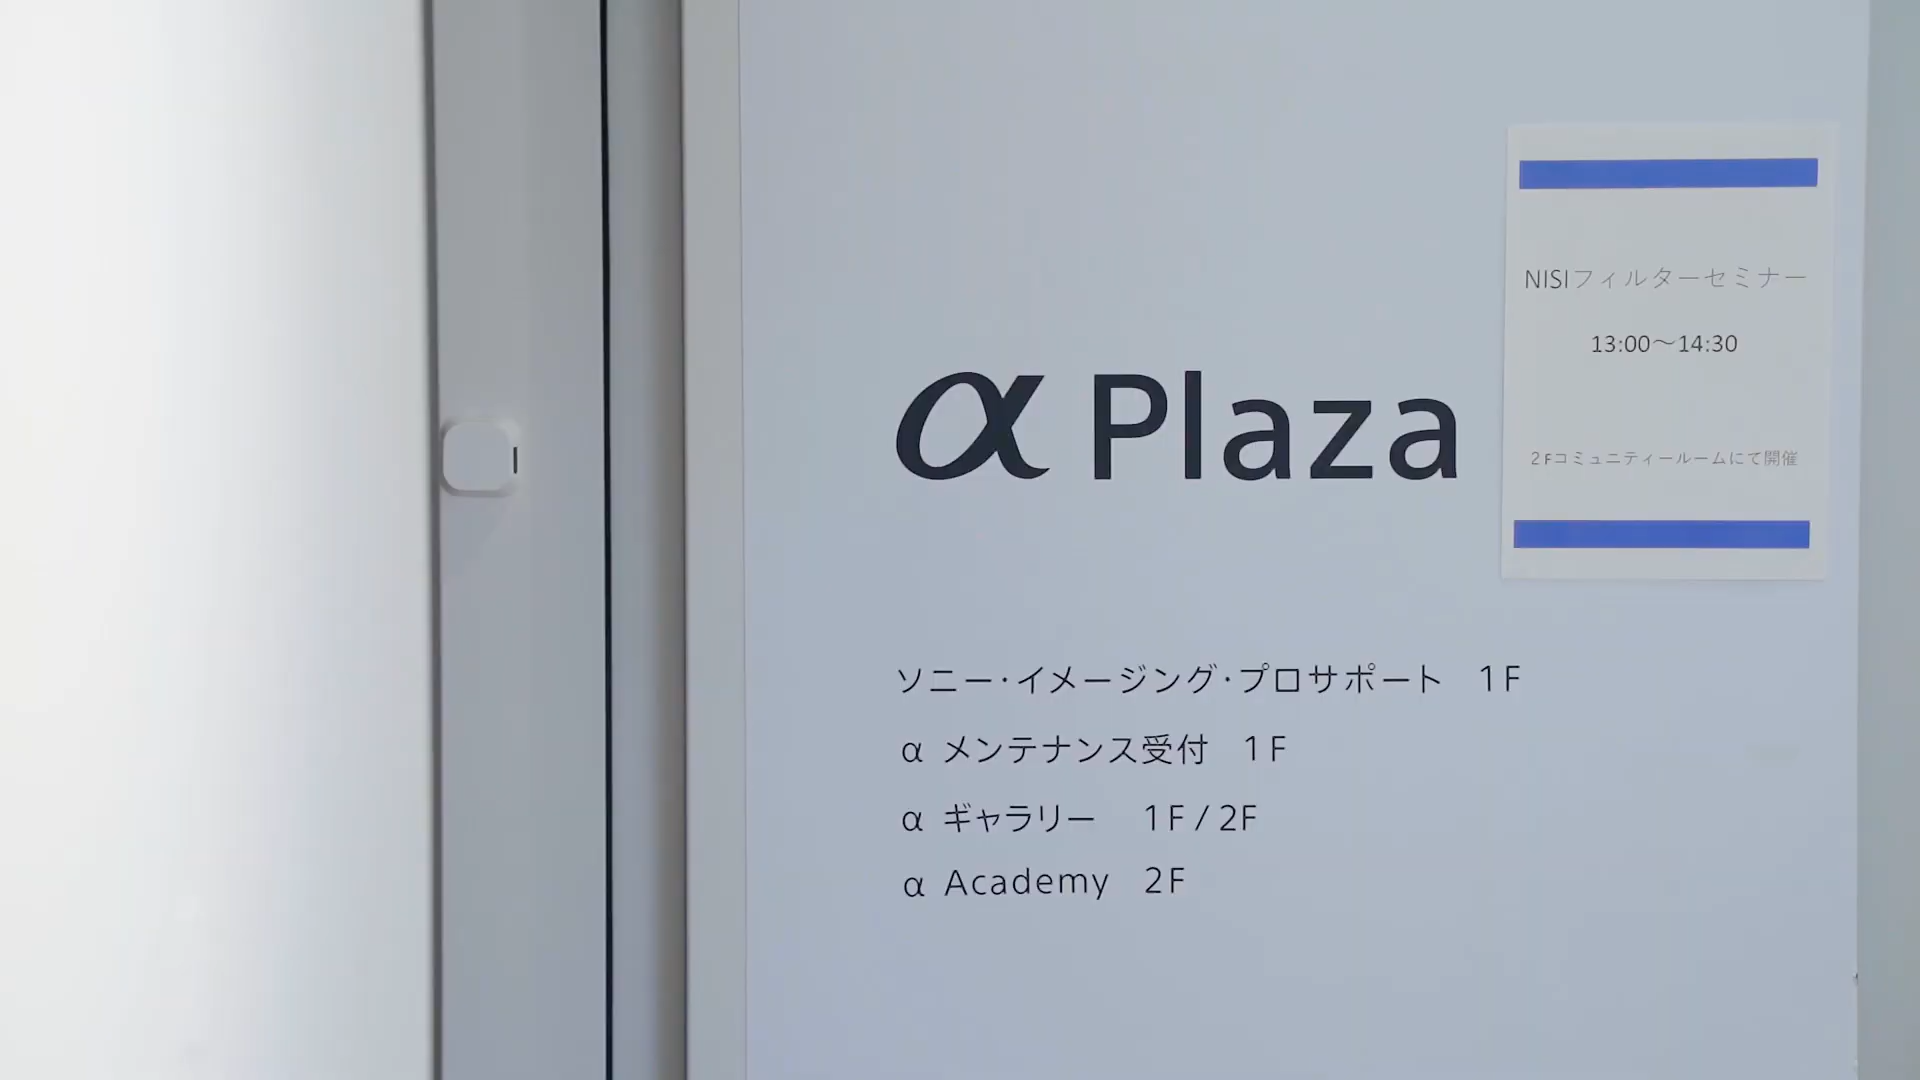 α Plaza
ソニー・イメージング・プロサポート 1F
α メンテナンス受付 1F
α ギャラリー 1F / 2F
α Academy 2F
NISIフィルターセミナー
13:00～14:30
2Fコミュニティールームにて開催